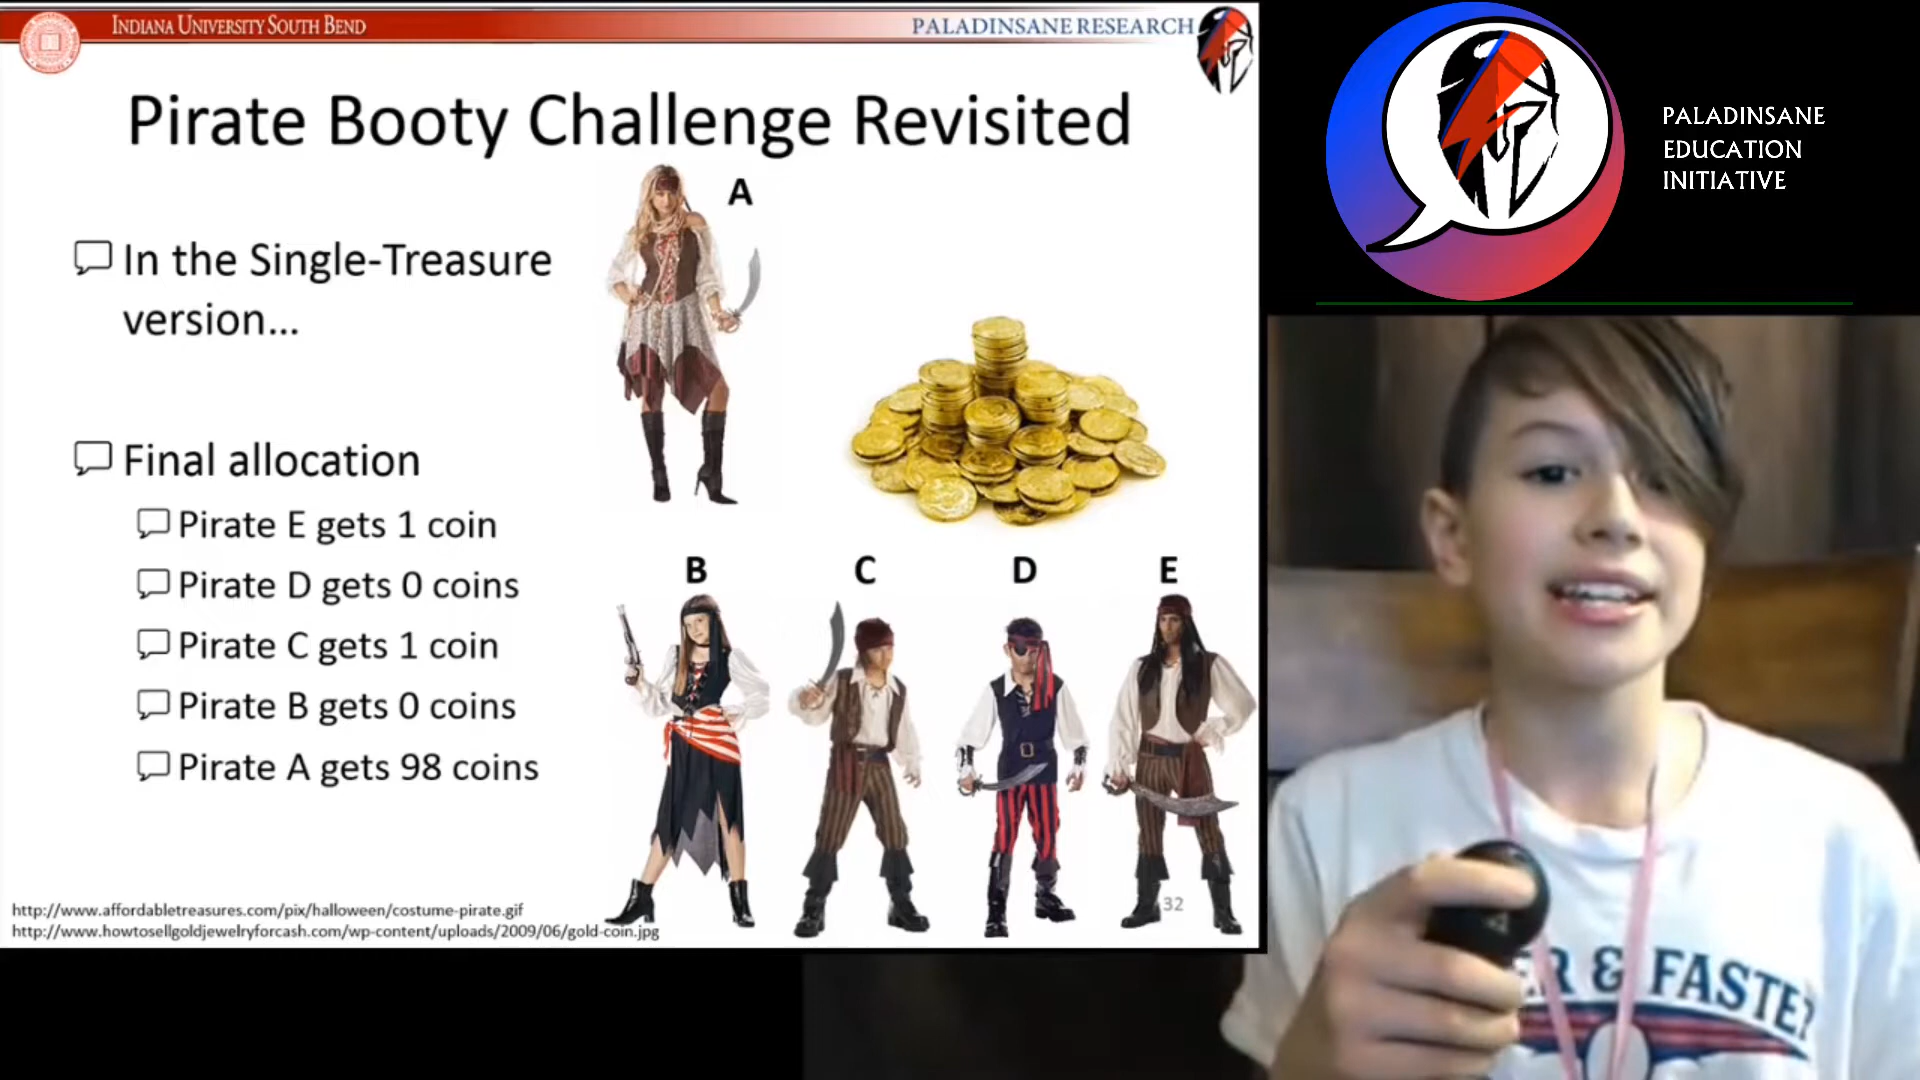 INDIANA UNIVERSITY SOUTH BEND
PALADINSANE RESEARCH
Pirate Booty Challenge Revisited
A
In the Single-Treasure
version...
Final allocation
Pirate E gets 1 coin
Pirate D gets 0 coins
Pirate C gets 1 coin
Pirate B gets 0 coins
Pirate A gets 98 coins
B C D E
32
http://www.affordabletreasures.com/pix/halloween/costume-pirate.gif
http://www.howtosellgoldjewelryforcash.com/wp-content/uploads/2009/06/gold-coin.jpg
PALADINSANE
EDUCATION
INITIATIVE
& FASTE